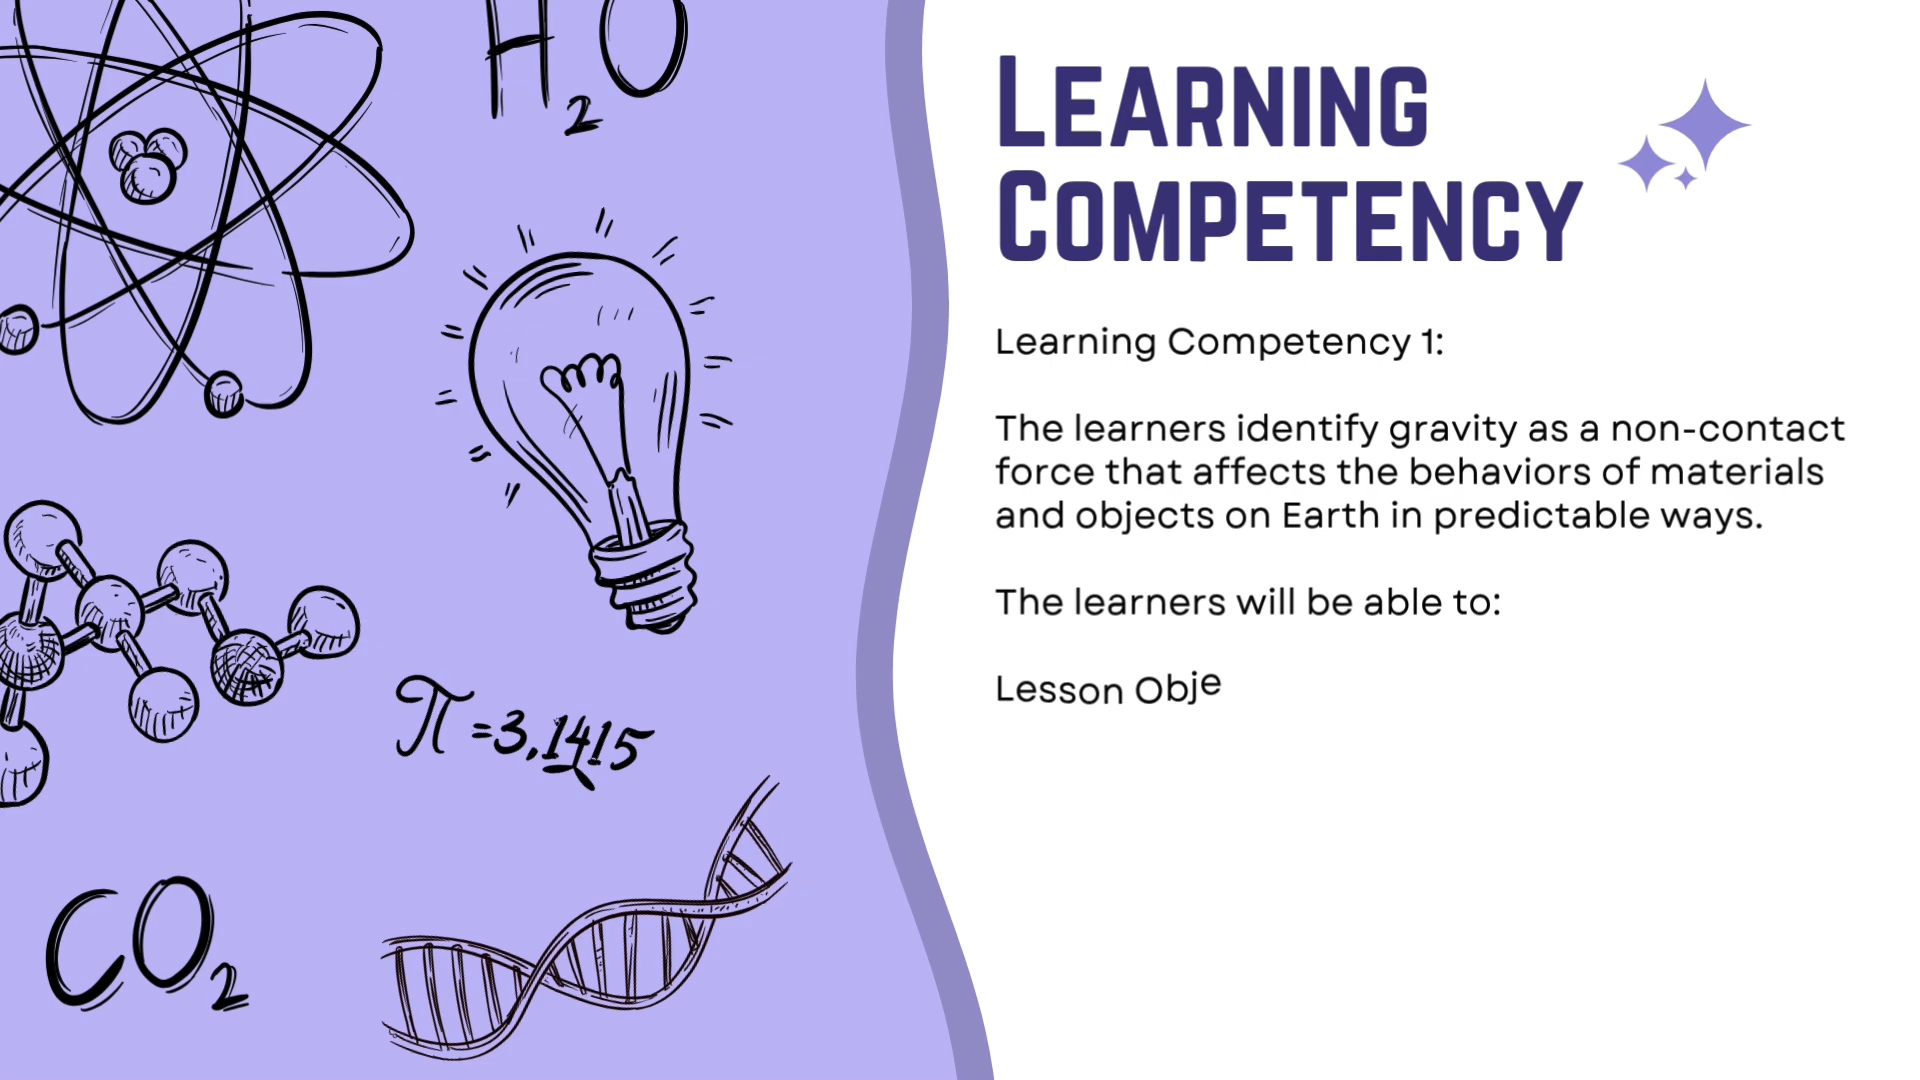 H₂O
LEARNING
COMPETENCY
Learning Competency 1:
The learners identify gravity as a non-contact
force that affects the behaviors of materials
and objects on Earth in predictable ways.
The learners will be able to:
Lesson Obje
π=3,1415
CO₂